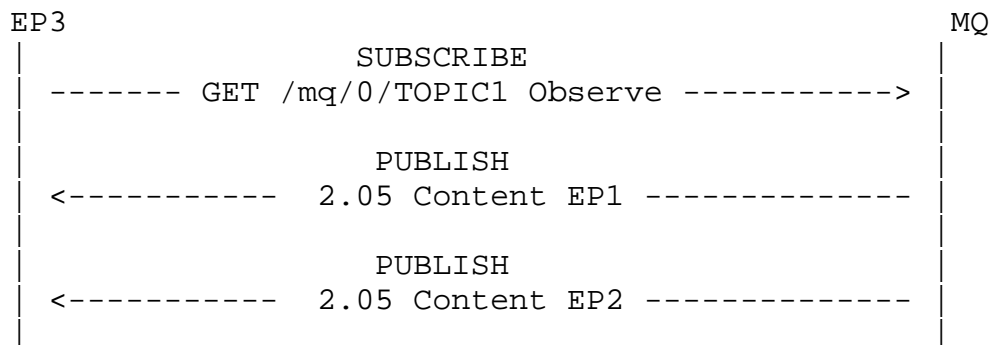 EP3 MQ
SUBSCRIBE
------- GET /mq/0/TOPIC1 Observe ----------->
PUBLISH
<----------- 2.05 Content EP1 --------------
PUBLISH
<----------- 2.05 Content EP2 --------------